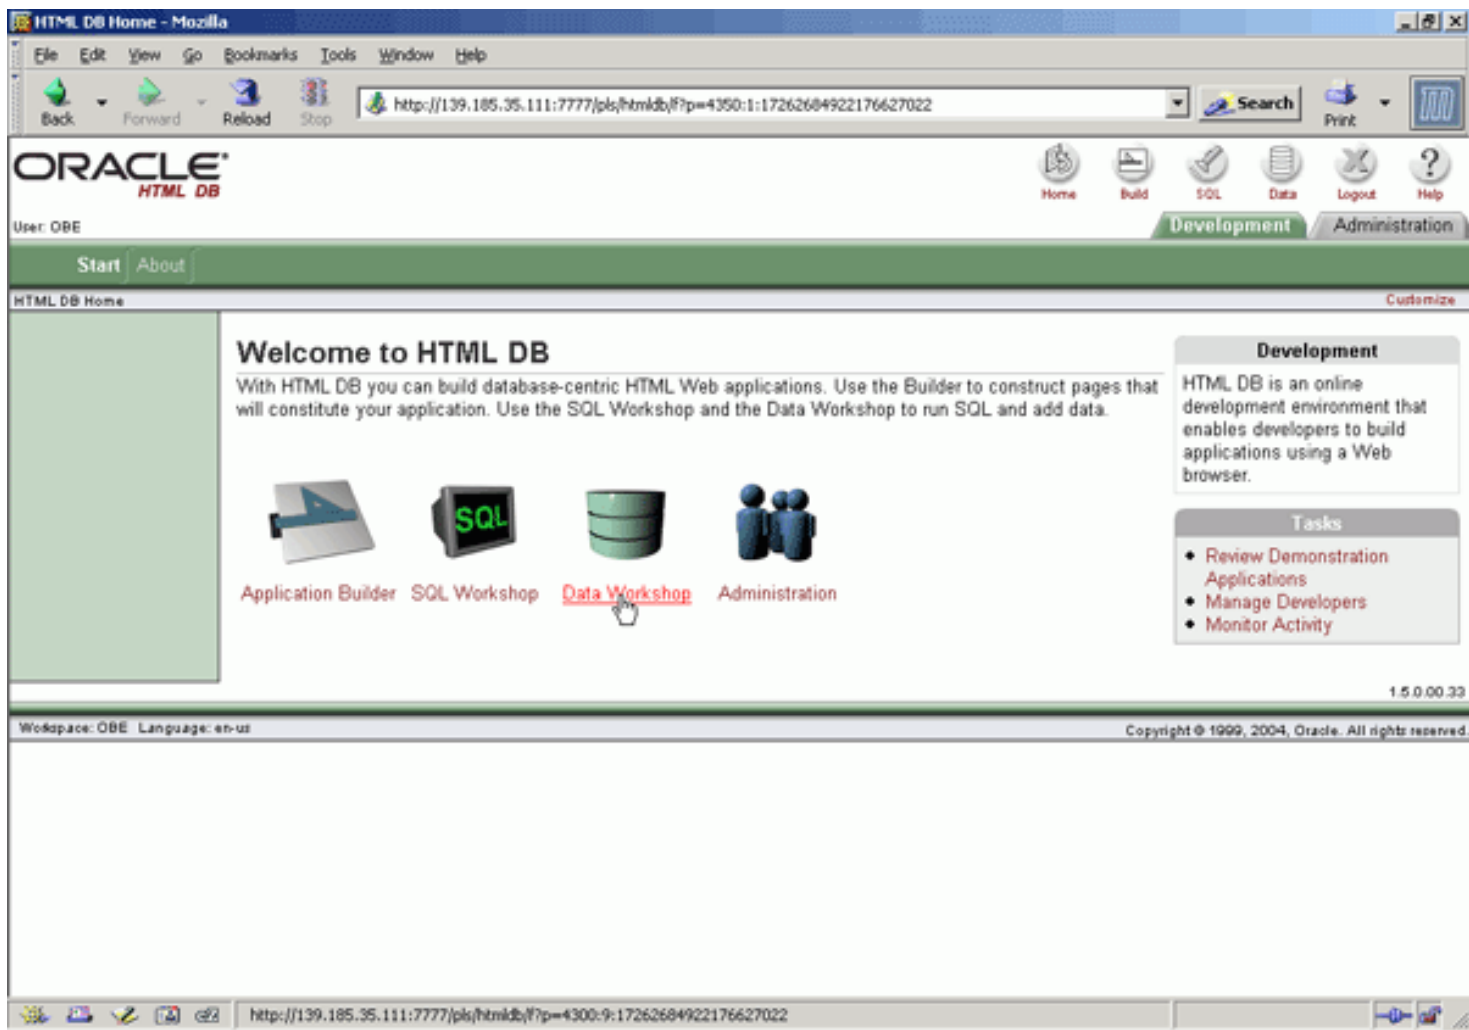 HTML DB Home - Mozilla
File Edit View Go Bookmarks Tools Window Help
Back Forward Reload Stop http://139.185.35.111:7777/pls/htmldb/f?p=4350:1:17262684922176627022 Search Print
ORACLE
HTML DB
Home Build SQL Data Logout Help
User: OBE
Development Administration
Start About
HTML DB Home Customize
Welcome to HTML DB
With HTML DB you can build database-centric HTML Web applications. Use the Builder to construct pages that
will constitute your application. Use the SQL Workshop and the Data Workshop to run SQL and add data.
SQL
Application Builder SQL Workshop Data Workshop Administration
Development
HTML DB is an online
development environment that
enables developers to build
applications using a Web
browser.
Tasks
Review Demonstration
Applications
Manage Developers
Monitor Activity
1.5.0.00.33
Workspace: OBE Language: en-us Copyright © 1999, 2004, Oracle. All rights reserved.
http://139.185.35.111:7777/pls/htmldb/f?p=4300:9:17262684922176627022